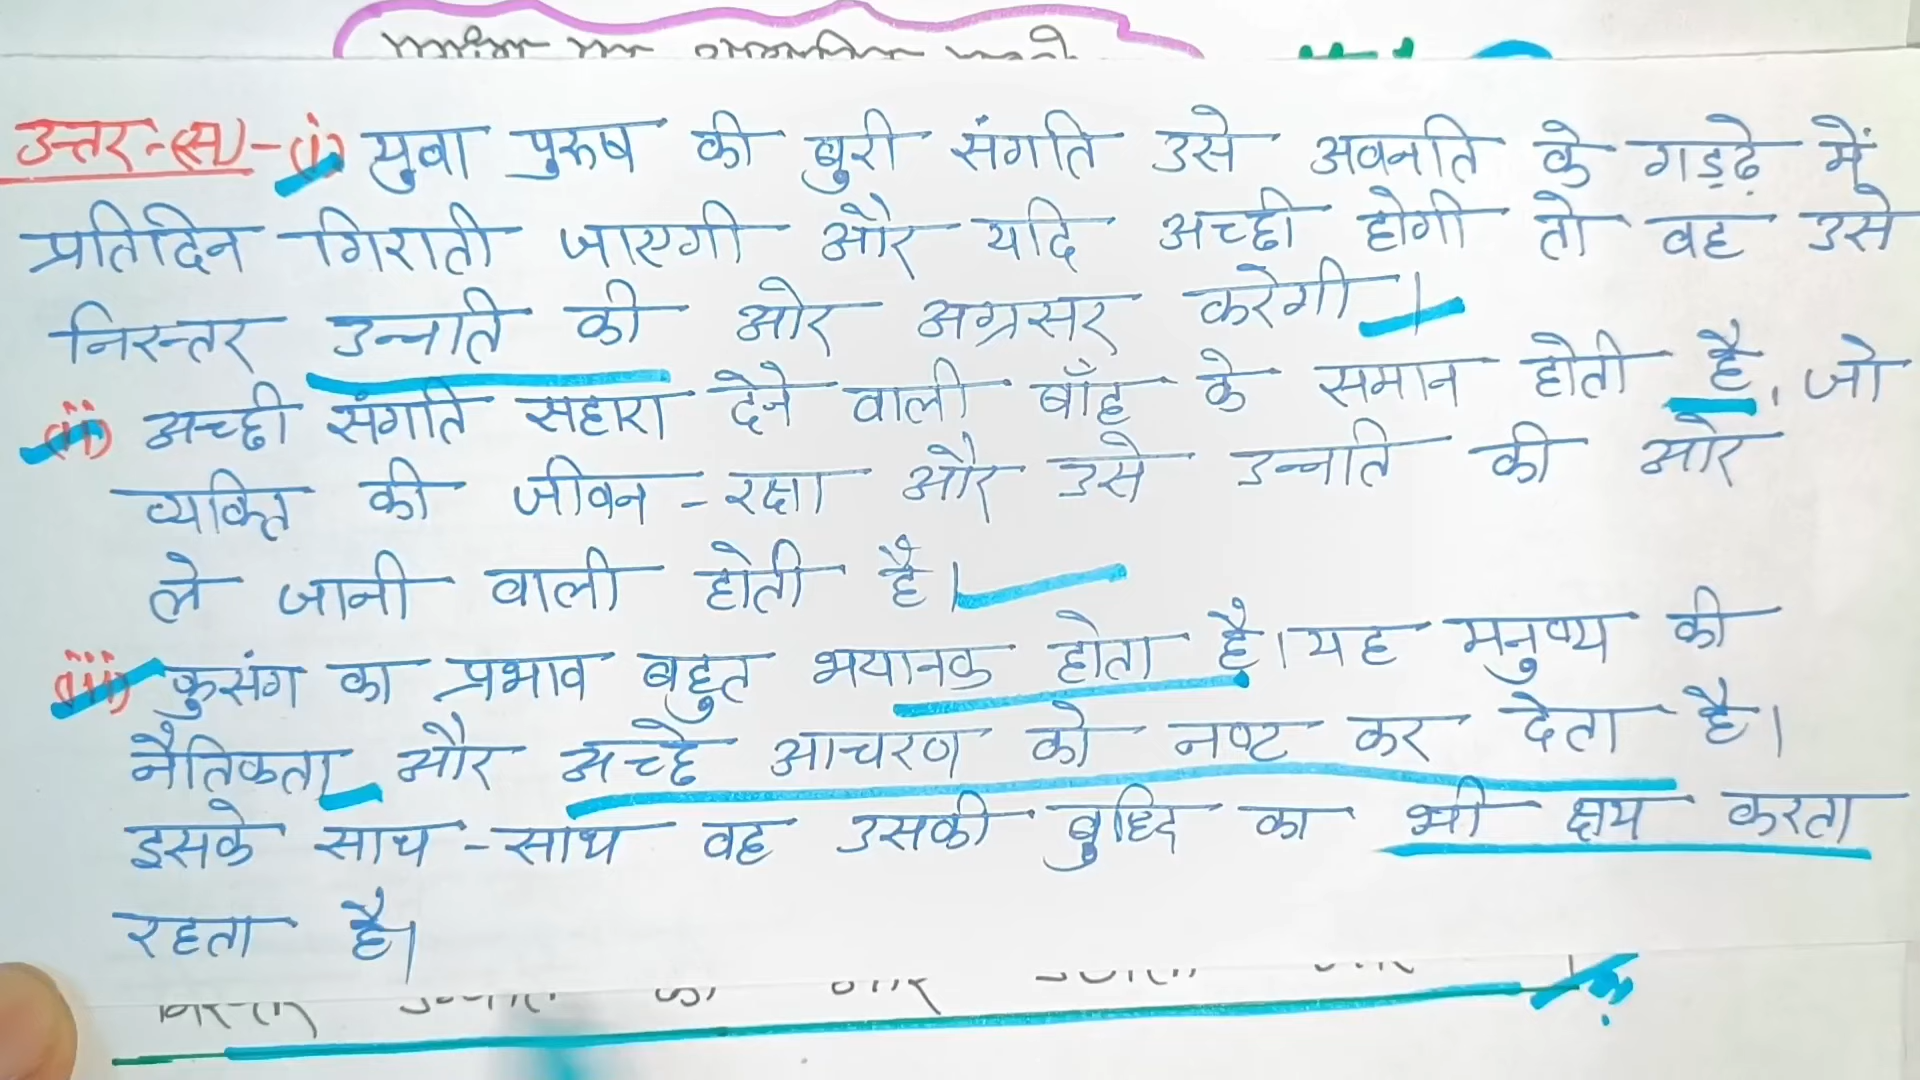 उत्तर-(स)-(i) युवा पुरुष की बुरी संगति उसे अवनति के गड्ढे में
प्रतिदिन गिराती जाएगी और यदि अच्छी होगी तो वह उसे
निरन्तर उन्नति की ओर अग्रसर करेगी।
(ii) अच्छी संगति सहारा देने वाली बाँह के समान होती है, जो
व्यक्ति की जीवन-रक्षा और उसे उन्नति की ओर
ले जानी वाली होती है।
(iii) कुसंग का प्रभाव बहुत भयानक होता है। यह मनुष्य की
नैतिकता और अच्छे आचरण को नष्ट कर देता है।
इसके साथ-साथ वह उसकी बुद्धि का भी क्षय करता
रहता है।